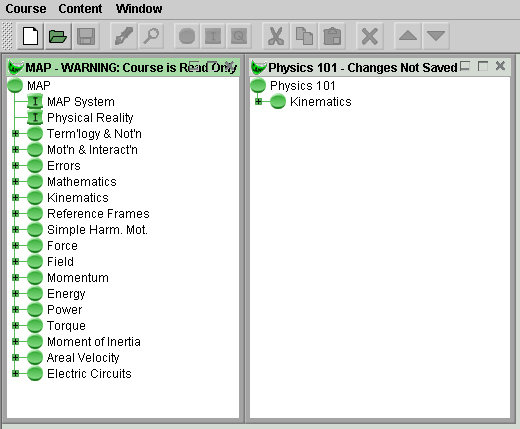 Course Content Window
MAP - WARNING: Course is Read Only
MAP
MAP System
Physical Reality
Term'logy & Not'n
Mot'n & Interact'n
Errors
Mathematics
Kinematics
Reference Frames
Simple Harm. Mot.
Force
Field
Momentum
Energy
Power
Torque
Moment of Inertia
Areal Velocity
Electric Circuits
Physics 101 - Changes Not Saved
Physics 101
Kinematics